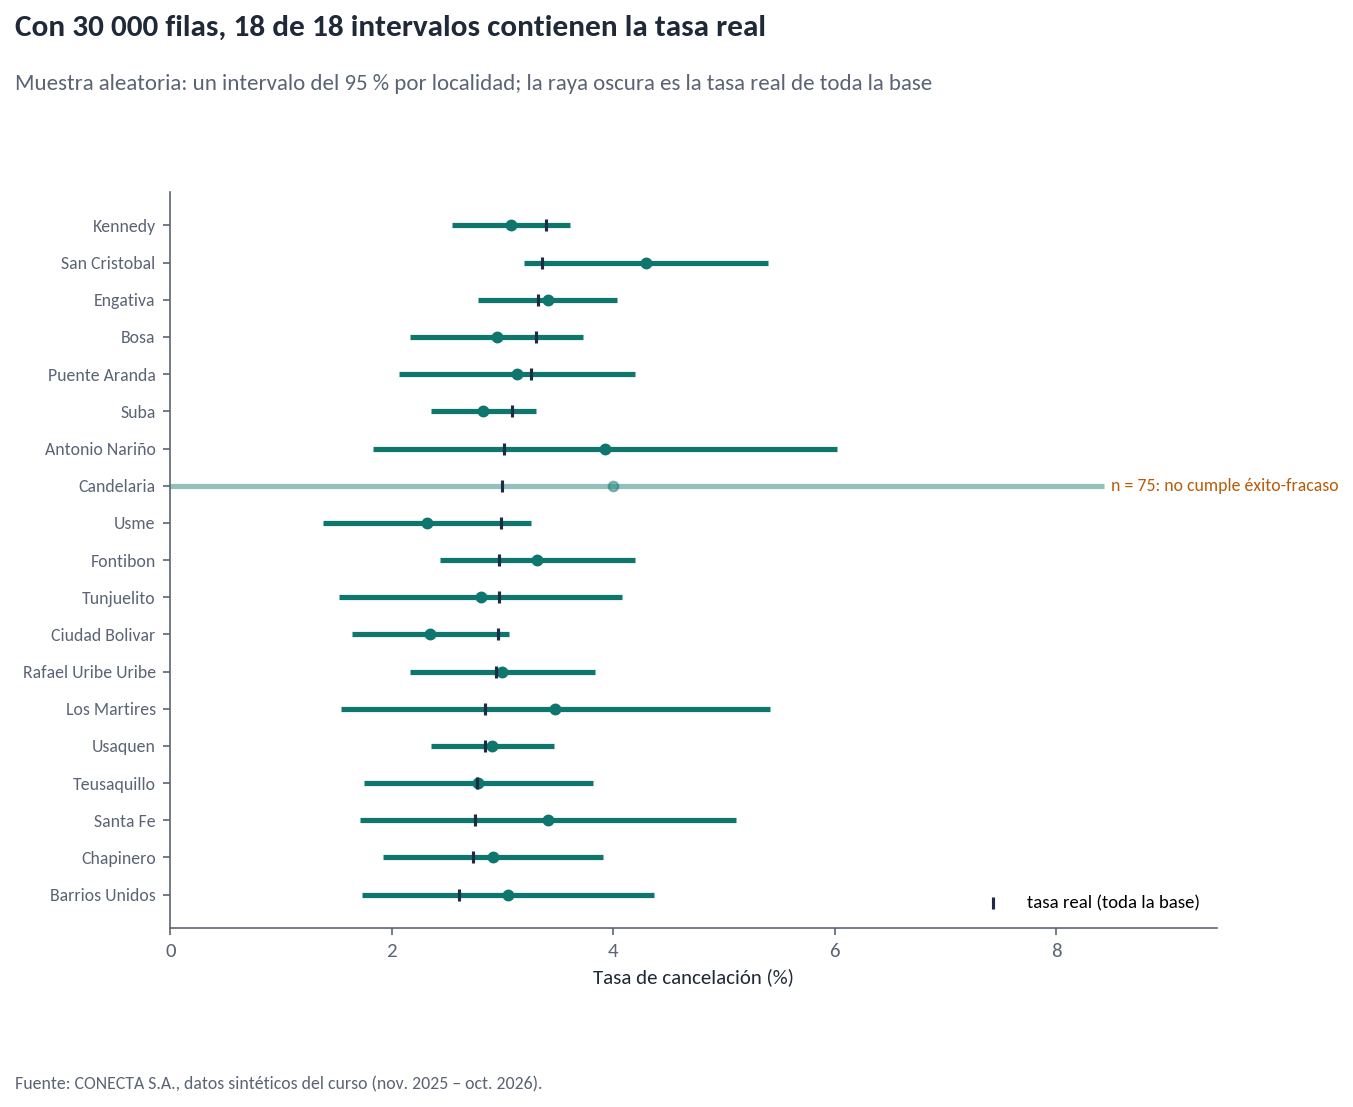 Con 30 000 filas, 18 de 18 intervalos contienen la tasa real
Muestra aleatoria: un intervalo del 95 % por localidad; la raya oscura es la tasa real de toda la base
Kennedy
San Cristobal
Engativa
Bosa
Puente Aranda
Suba
Antonio Nariño
Candelaria
n = 75: no cumple éxito-fracaso
Usme
Fontibon
Tunjuelito
Ciudad Bolivar
Rafael Uribe Uribe
Los Martires
Usaquen
Teusaquillo
Santa Fe
Chapinero
Barrios Unidos
tasa real (toda la base)
0 2 4 6 8
Tasa de cancelación (%)
Fuente: CONECTA S.A., datos sintéticos del curso (nov. 2025 – oct. 2026).